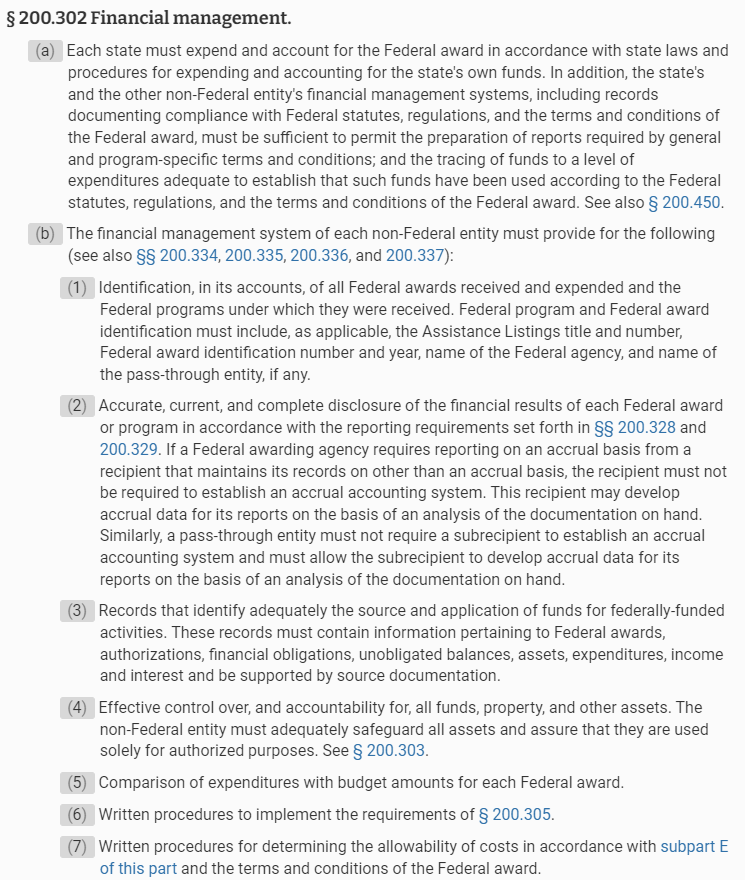 § 200.302 Financial management.
(a) Each state must expend and account for the Federal award in accordance with state laws and
procedures for expending and accounting for the state's own funds. In addition, the state's
and the other non-Federal entity's financial management systems, including records
documenting compliance with Federal statutes, regulations, and the terms and conditions of
the Federal award, must be sufficient to permit the preparation of reports required by general
and program-specific terms and conditions; and the tracing of funds to a level of
expenditures adequate to establish that such funds have been used according to the Federal
statutes, regulations, and the terms and conditions of the Federal award. See also § 200.450.
(b) The financial management system of each non-Federal entity must provide for the following
(see also §§ 200.334, 200.335, 200.336, and 200.337):
(1) Identification, in its accounts, of all Federal awards received and expended and the
Federal programs under which they were received. Federal program and Federal award
identification must include, as applicable, the Assistance Listings title and number,
Federal award identification number and year, name of the Federal agency, and name of
the pass-through entity, if any.
(2) Accurate, current, and complete disclosure of the financial results of each Federal award
or program in accordance with the reporting requirements set forth in §§ 200.328 and
200.329. If a Federal awarding agency requires reporting on an accrual basis from a
recipient that maintains its records on other than an accrual basis, the recipient must not
be required to establish an accrual accounting system. This recipient may develop
accrual data for its reports on the basis of an analysis of the documentation on hand.
Similarly, a pass-through entity must not require a subrecipient to establish an accrual
accounting system and must allow the subrecipient to develop accrual data for its
reports on the basis of an analysis of the documentation on hand.
(3) Records that identify adequately the source and application of funds for federally-funded
activities. These records must contain information pertaining to Federal awards,
authorizations, financial obligations, unobligated balances, assets, expenditures, income
and interest and be supported by source documentation.
(4) Effective control over, and accountability for, all funds, property, and other assets. The
non-Federal entity must adequately safeguard all assets and assure that they are used
solely for authorized purposes. See § 200.303.
(5) Comparison of expenditures with budget amounts for each Federal award.
(6) Written procedures to implement the requirements of § 200.305.
(7) Written procedures for determining the allowability of costs in accordance with subpart E
of this part and the terms and conditions of the Federal award.